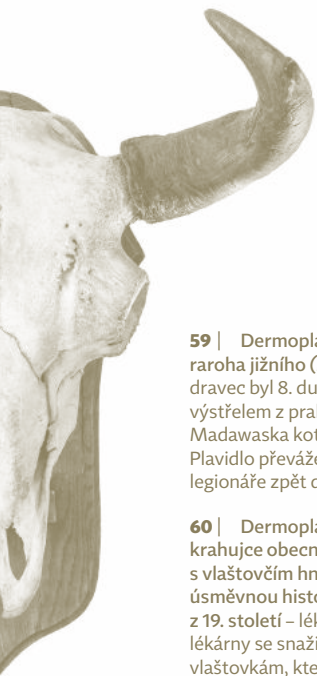 59 | Dermopla
raroha jižního (
dravec byl 8. du
výstřelem z pra
Madawaska kot
Plavidlo převáže
legionáře zpět d
60 | Dermopla
krahujce obecn
s vlaštovčím hn
úsměvnou histo
z 19. století – lék
lékárny se snaži
vlaštovkám, kte